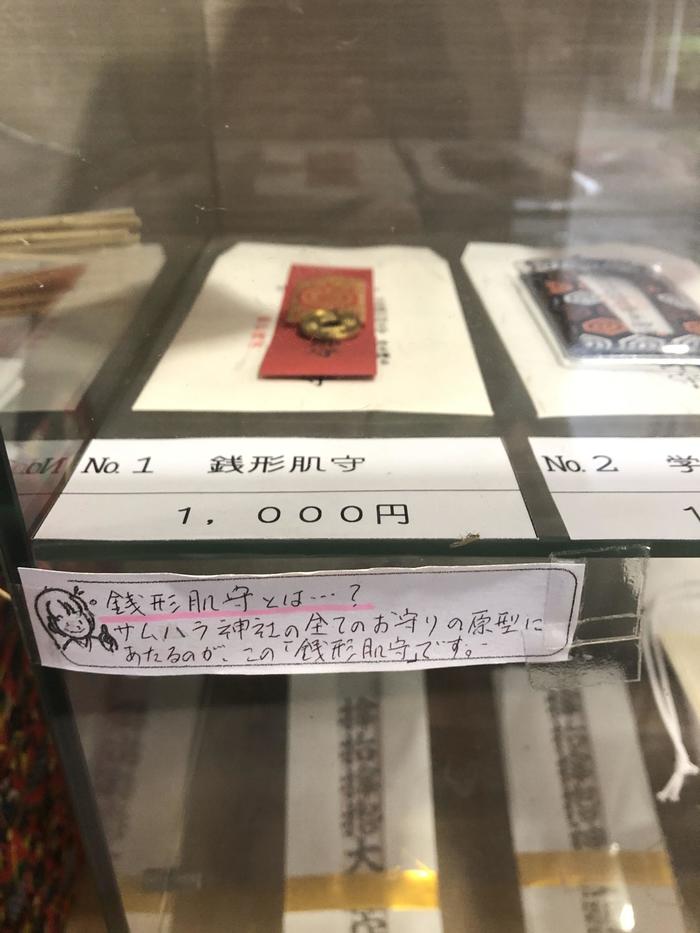 No. 1 銭形肌守
1，000円
No. 2 学
1
銭形肌守とは…?
サムハラ神社の全てのお守りの原型に
あたるのが、この「銭形肌守」です。